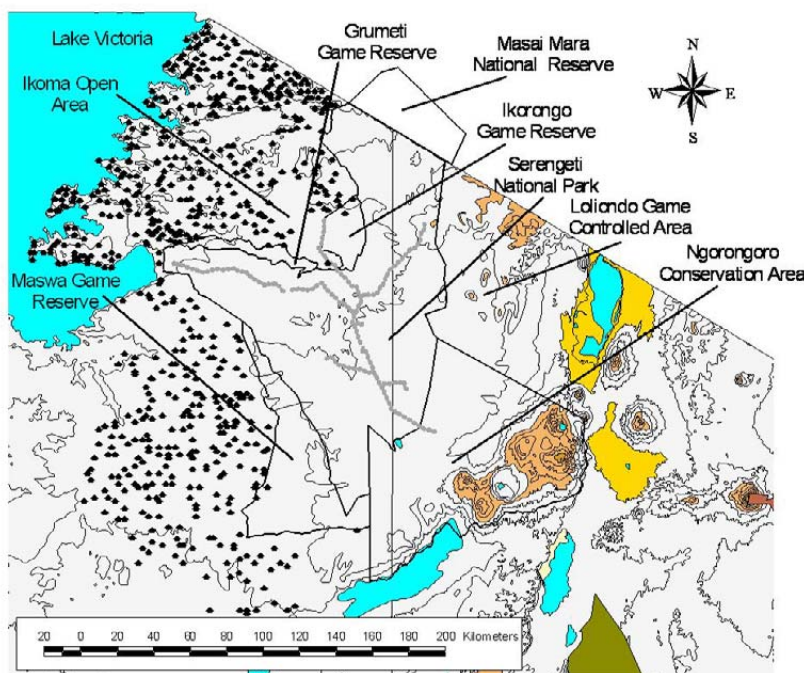 Lake Victoria
Grumeti
Game Reserve
Masai Mara
National Reserve
Ikoma Open
Area
Ikorongo
Game Reserve
Serengeti
National Park
Loliondo Game
Controlled Area
Ngorongoro
Conservation Area
Maswa Game
Reserve
N
W E
S
20 0 20 40 60 80 100 120 140 160 180 200 Kilometers